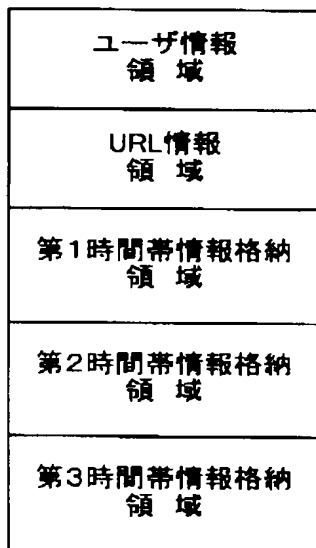 ユーザ情報
領 域
URL情報
領 域
第1時間帯情報格納
領 域
第2時間帯情報格納
領 域
第3時間帯情報格納
領 域